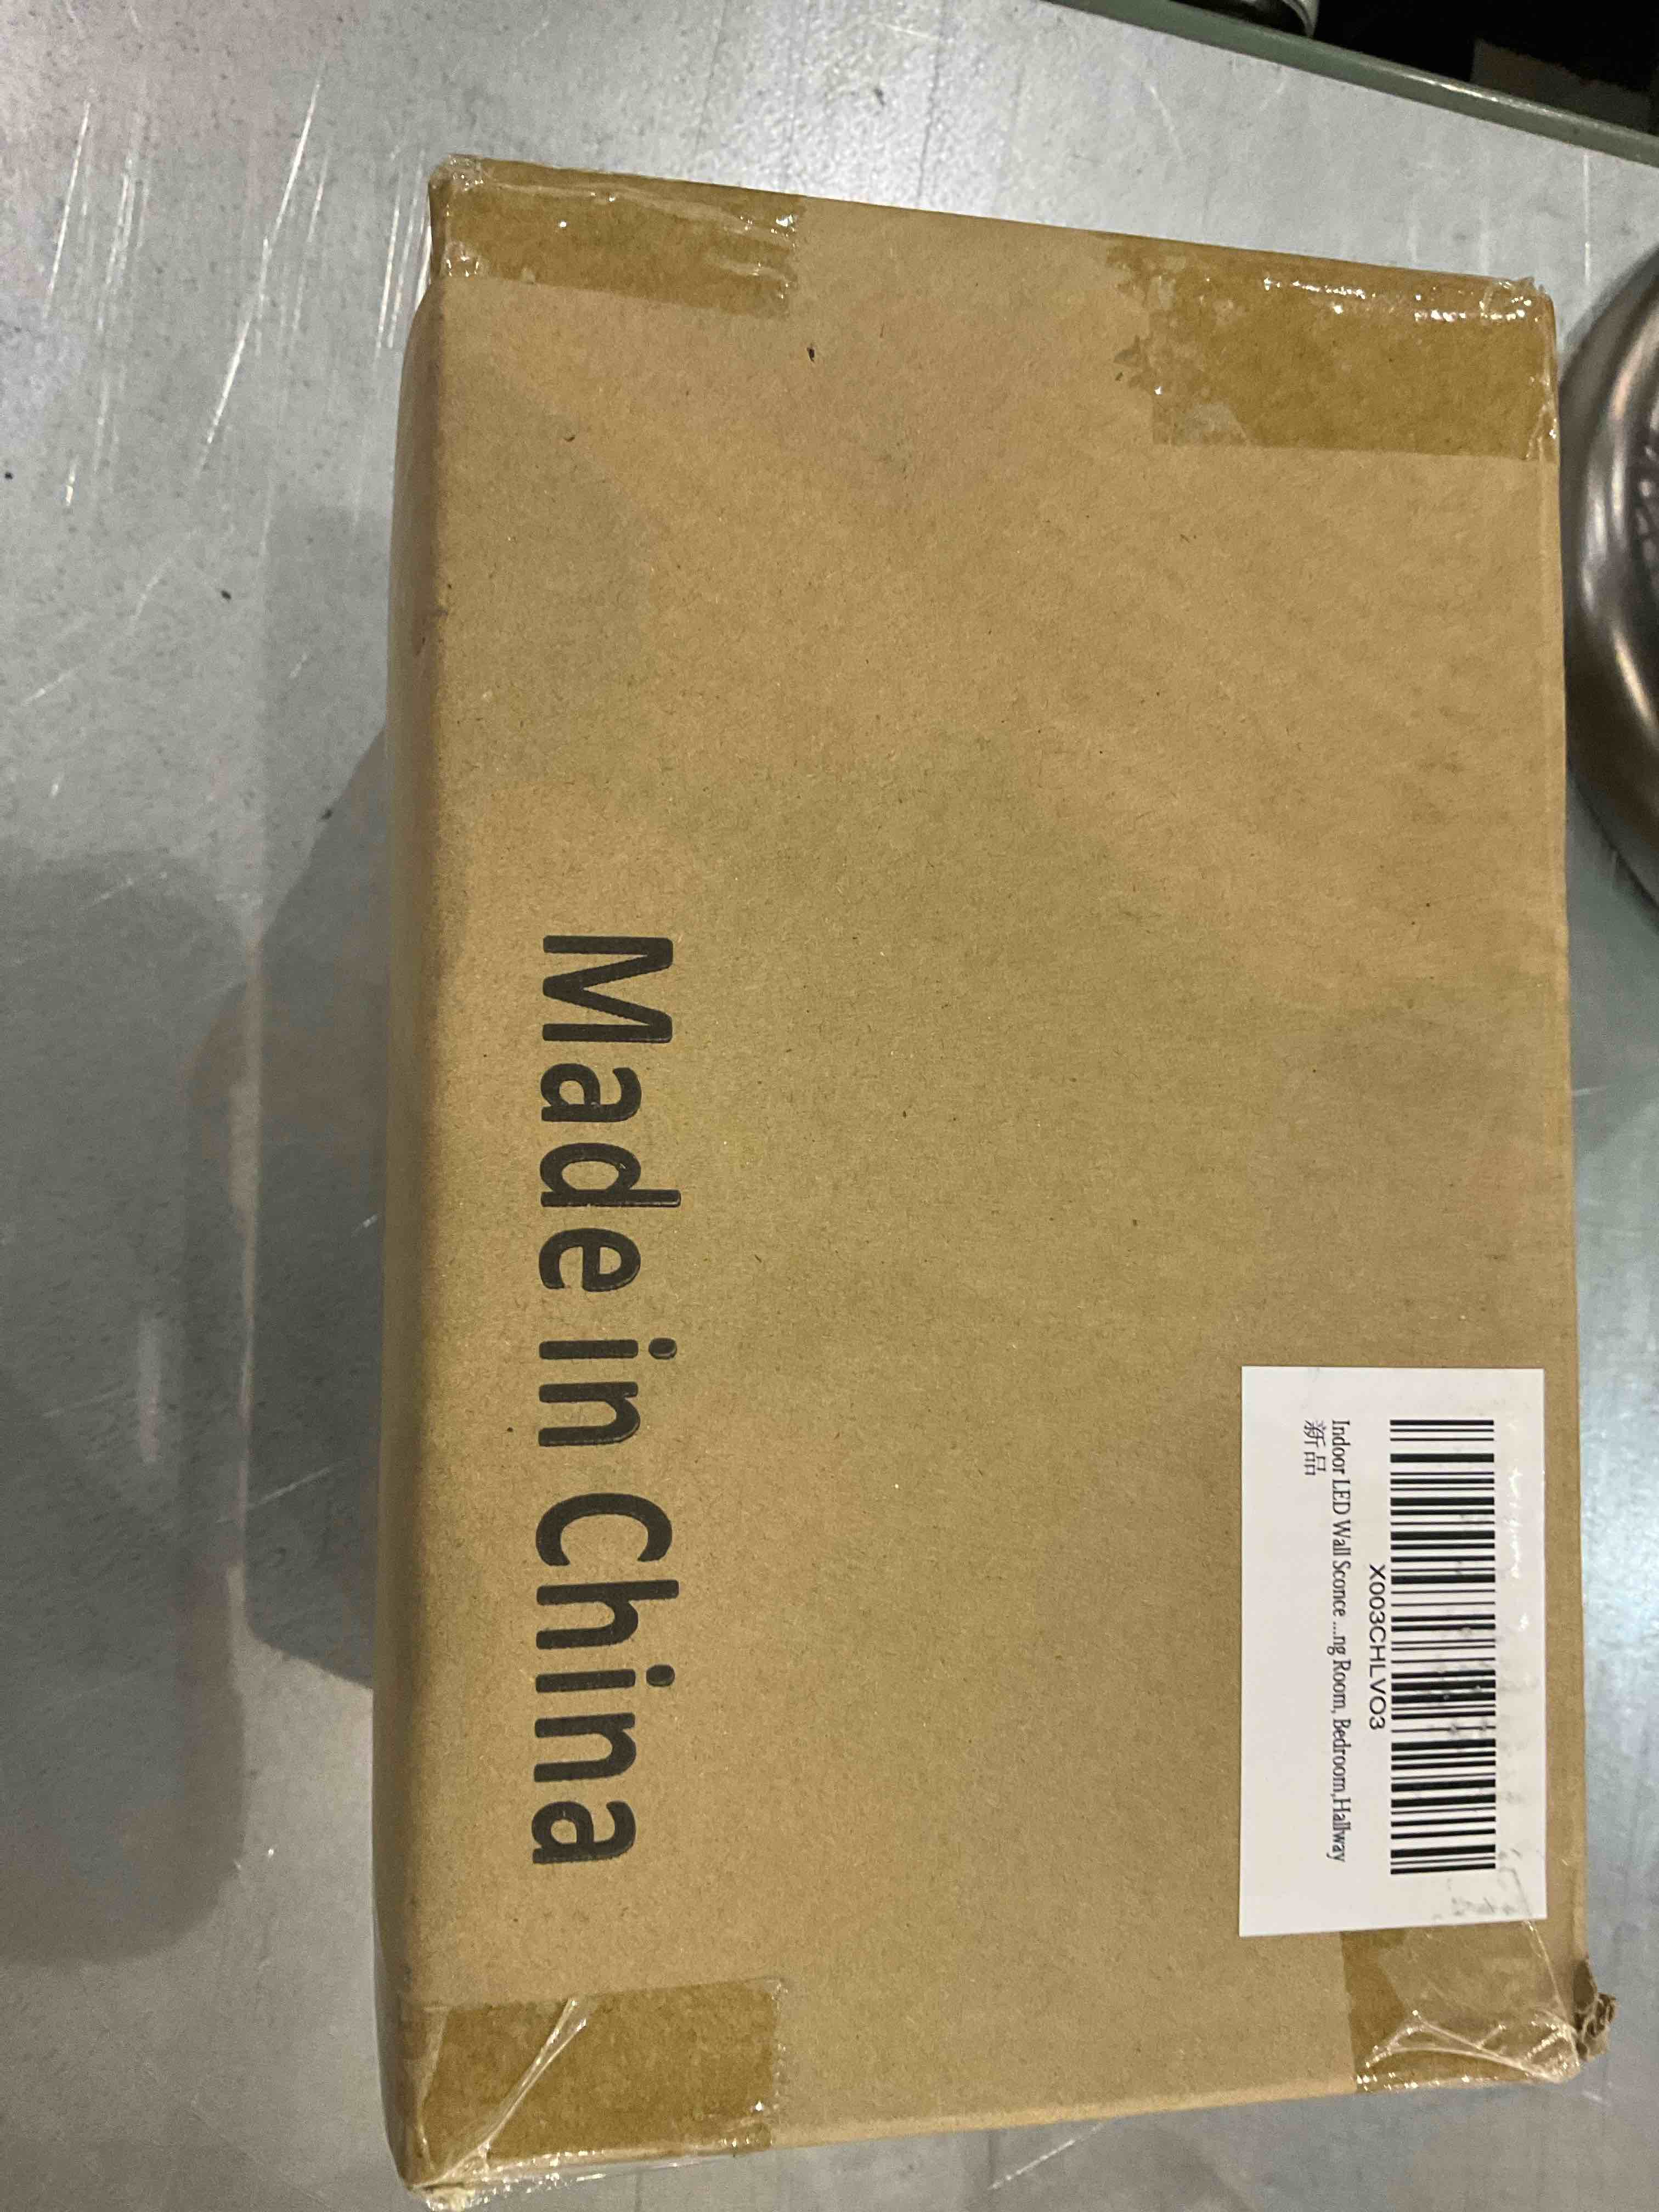 X003CHLVO3
Indoor LED Wall Sconce ...ng Room, Bedroom,Hallway
新品
Made in China